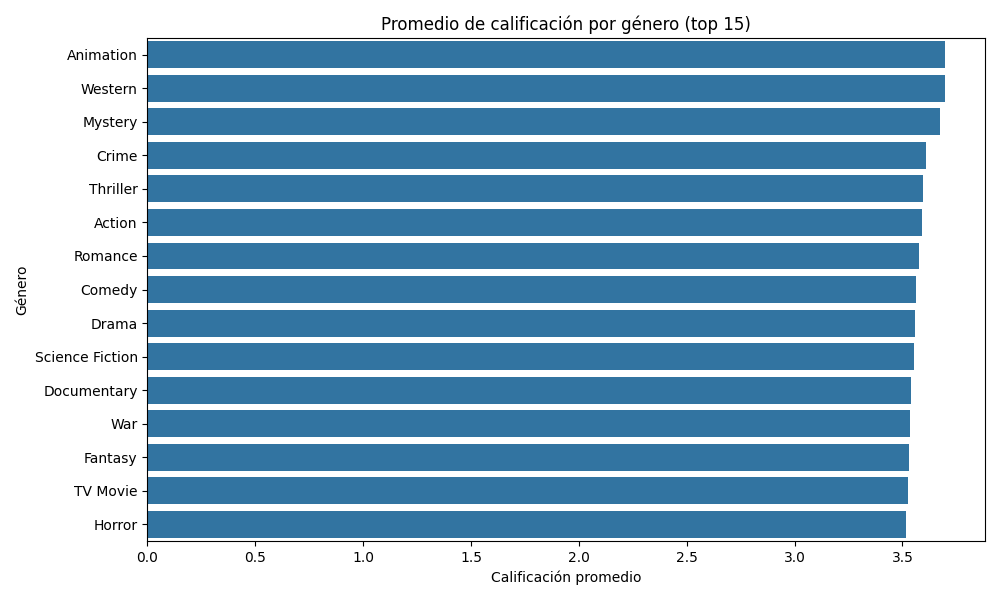 Promedio de calificación por género (top 15)
Género
Animation
Western
Mystery
Crime
Thriller
Action
Romance
Comedy
Drama
Science Fiction
Documentary
War
Fantasy
TV Movie
Horror
0.0 0.5 1.0 1.5 2.0 2.5 3.0 3.5
Calificación promedio